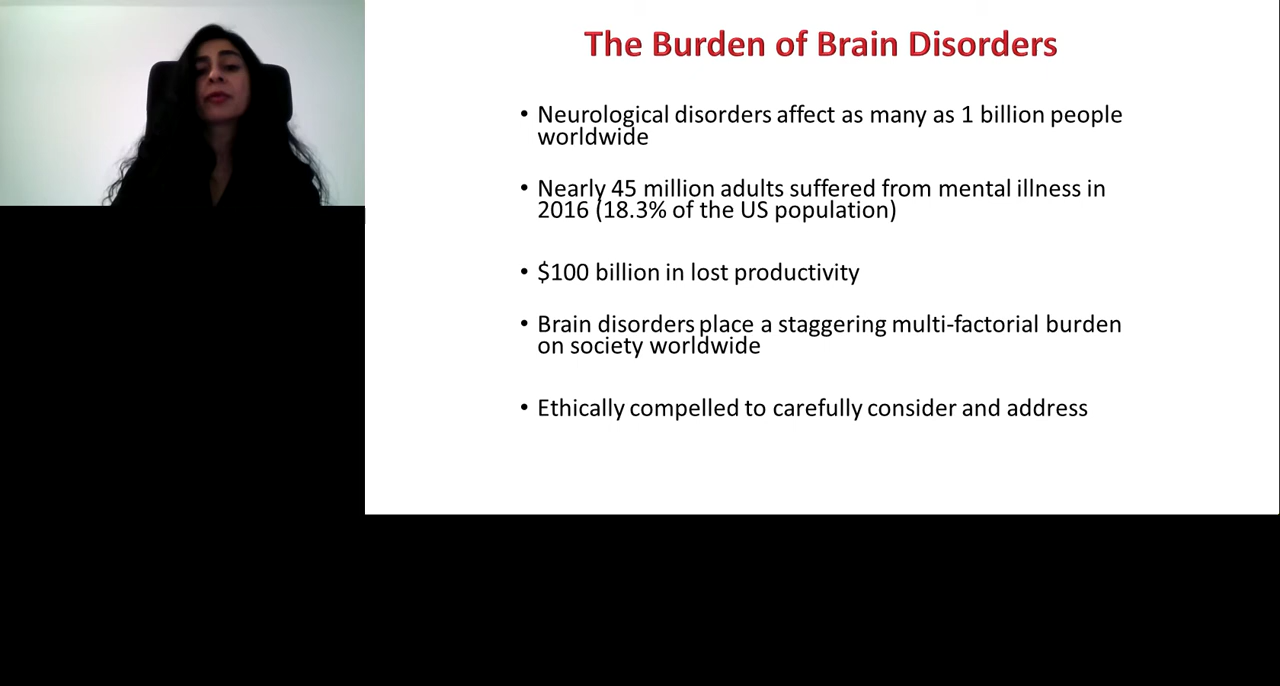 The Burden of Brain Disorders
• Neurological disorders affect as many as 1 billion people
worldwide
• Nearly 45 million adults suffered from mental illness in
2016 (18.3% of the US population)
• $100 billion in lost productivity
• Brain disorders place a staggering multi-factorial burden
on society worldwide
• Ethically compelled to carefully consider and address